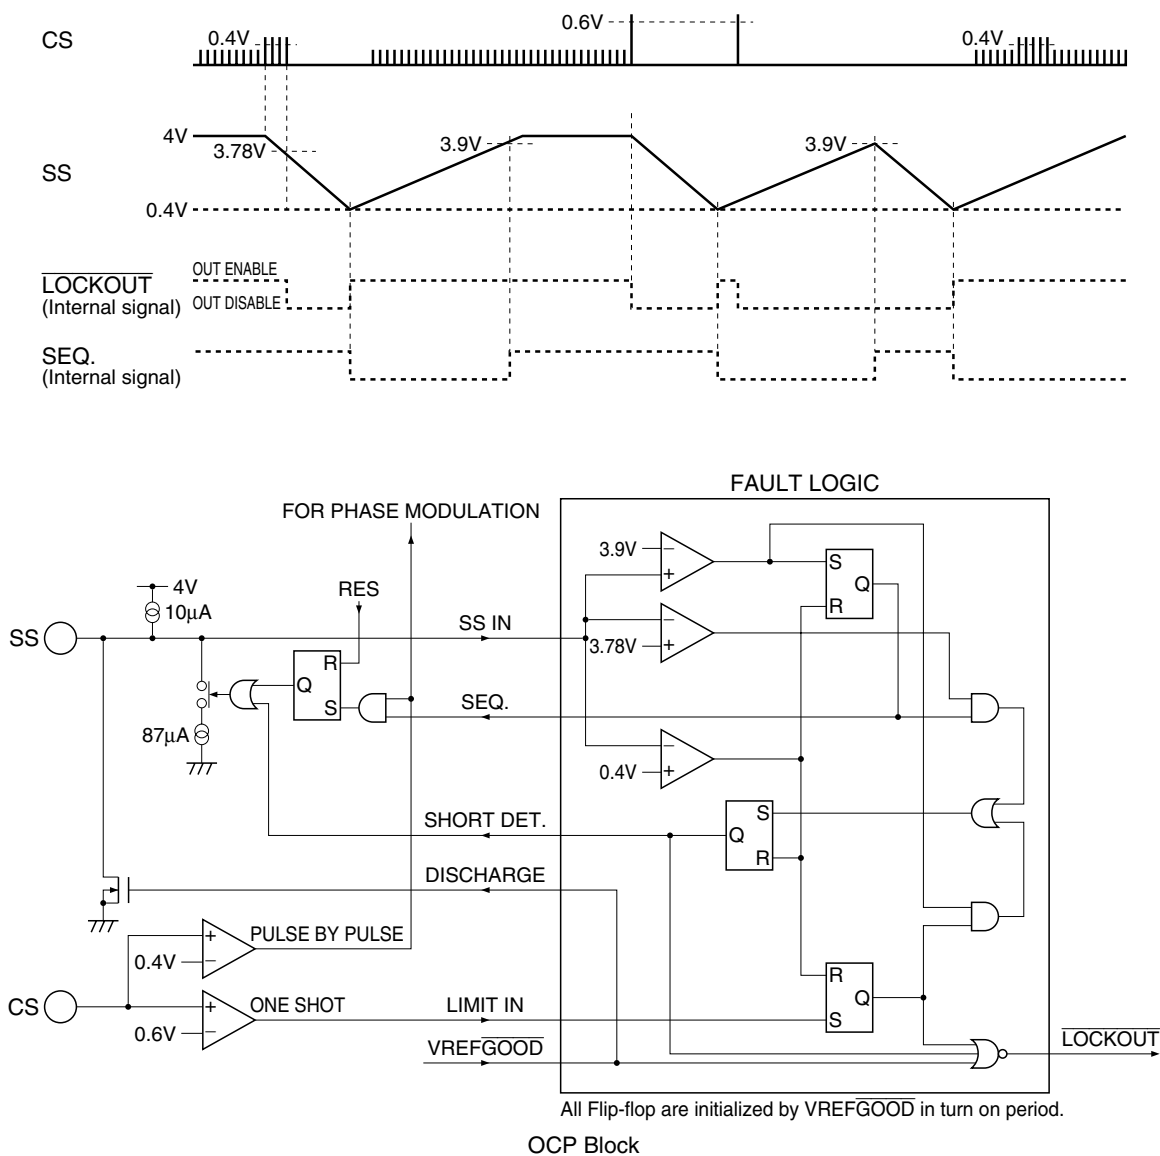 CS
0.4V
0.6V
0.4V
4V
3.78V
3.9V
3.9V
SS
0.4V
LOCKOUT
(Internal signal)
OUT ENABLE
OUT DISABLE
SEQ.
(Internal signal)
FAULT LOGIC
FOR PHASE MODULATION
4V
10μA
RES
SS
SS IN
3.9V
S
Q
R
3.78V
R
Q
S
SEQ.
87μA
0.4V
SHORT DET.
S
Q
R
DISCHARGE
PULSE BY PULSE
0.4V
CS
ONE SHOT
LIMIT IN
R
Q
S
0.6V
VREFGOOD
LOCKOUT
All Flip-flop are initialized by VREFGOOD in turn on period.
OCP Block